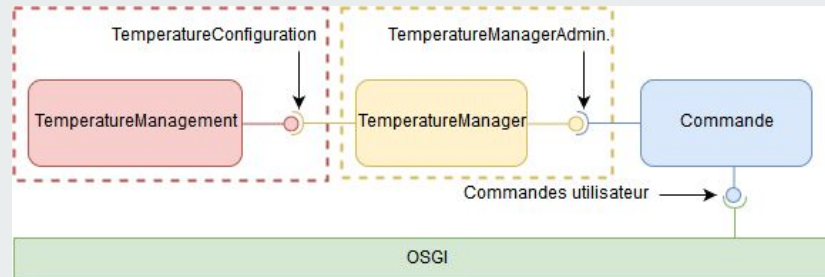 TemperatureConfiguration
TemperatureManagerAdmin.
TemperatureManagement
TemperatureManager
Commande
Commandes utilisateur
OSGI